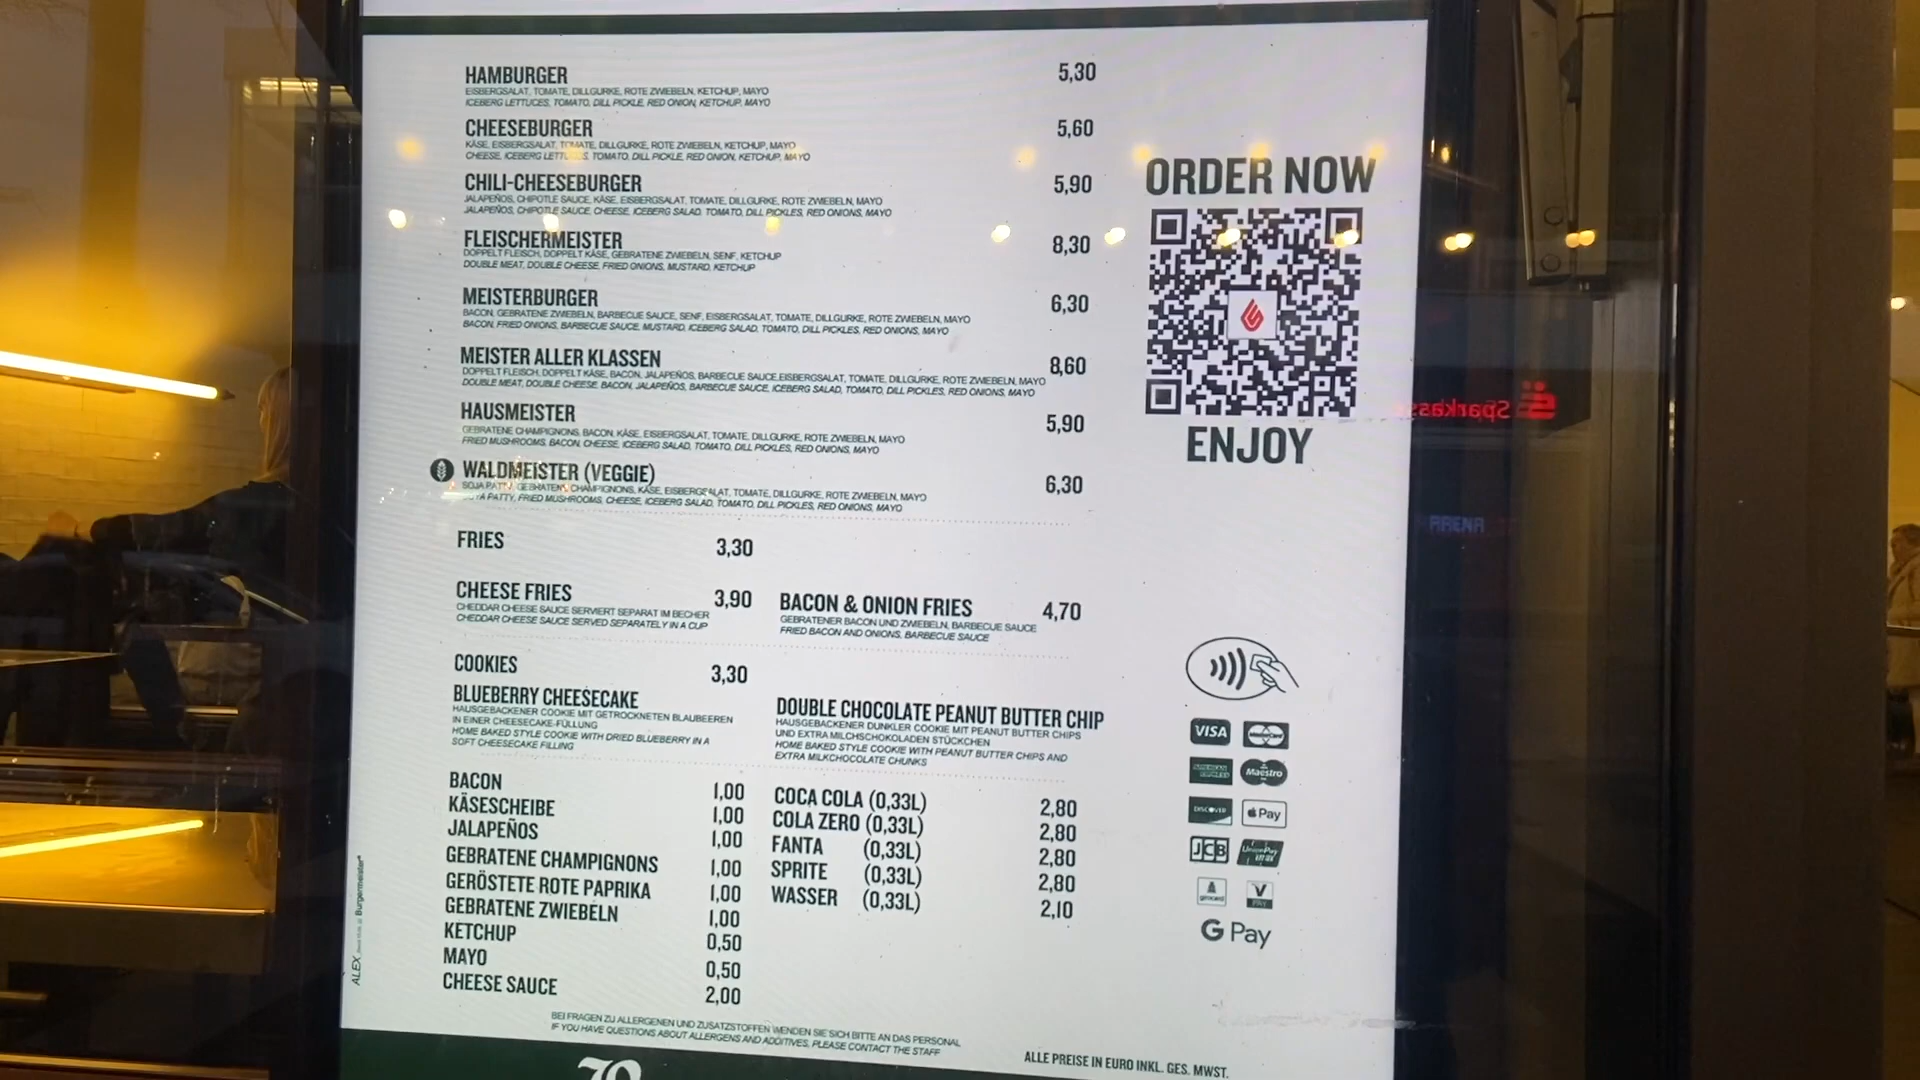 HAMBURGER 5,30
EISBERGSALAT, TOMATE, DILLGURKE, ROTE ZWIEBELN, KETCHUP, MAYO
ICEBERG LETTUCES, TOMATO, DILL PICKLE, RED ONION, KETCHUP, MAYO
CHEESEBURGER 5,60
KÄSE, EISBERGSALAT, TOMATE, DILLGURKE, ROTE ZWIEBELN, KETCHUP, MAYO
CHEESE, ICEBERG LETTUCES, TOMATO, DILL PICKLE, RED ONION, KETCHUP, MAYO
CHILI-CHEESEBURGER 5,90
JALAPEÑOS, CHIPOTLE SAUCE, KÄSE, EISBERGSALAT, TOMATE, DILLGURKE, ROTE ZWIEBELN, MAYO
JALAPEÑOS, CHIPOTLE SAUCE, CHEESE, ICEBERG SALAD, TOMATO, DILL PICKLES, RED ONIONS, MAYO
FLEISCHERMEISTER 8,30
DOPPELT FLEISCH, DOPPELT KÄSE, GEBRATENE ZWIEBELN, SENF, KETCHUP
DOUBLE MEAT, DOUBLE CHEESE, FRIED ONIONS, MUSTARD, KETCHUP
MEISTERBURGER 6,30
BACON, GEBRATENE ZWIEBELN, BARBECUE SAUCE, SENF, EISBERGSALAT, TOMATE, DILLGURKE, ROTE ZWIEBELN, MAYO
BACON, FRIED ONIONS, BARBECUE SAUCE, MUSTARD, ICEBERG SALAD, TOMATO, DILL PICKLES, RED ONIONS, MAYO
MEISTER ALLER KLASSEN 8,60
DOPPELT FLEISCH, DOPPELT KÄSE, BACON, JALAPEÑOS, BARBECUE SAUCE,EISBERGSALAT, TOMATE, DILLGURKE, ROTE ZWIEBELN, MAYO
DOUBLE MEAT, DOUBLE CHEESE, BACON, JALAPEÑOS, BARBECUE SAUCE, ICEBERG SALAD, TOMATO, DILL PICKLES, RED ONIONS, MAYO
HAUSMEISTER 5,90
GEBRATENE CHAMPIGNONS, BACON, KÄSE, EISBERGSALAT, TOMATE, DILLGURKE, ROTE ZWIEBELN, MAYO
FRIED MUSHROOMS, BACON, CHEESE, ICEBERG SALAD, TOMATO, DILL PICKLES, RED ONIONS, MAYO
WALDMEISTER (VEGGIE) 6,30
SOJA PATTY, GEBRATENE CHAMPIGNONS, KÄSE, EISBERGSALAT, TOMATE, DILLGURKE, ROTE ZWIEBELN, MAYO
SOYA PATTY, FRIED MUSHROOMS, CHEESE, ICEBERG SALAD, TOMATO, DILL PICKLES, RED ONIONS, MAYO
FRIES 3,30
CHEESE FRIES 3,90
CHEDDAR CHEESE SAUCE SERVIERT SEPARAT IM BECHER
CHEDDAR CHEESE SAUCE SERVED SEPARATELY IN A CUP
BACON & ONION FRIES 4,70
GEBRATENER BACON UND ZWIEBELN, BARBECUE SAUCE
FRIED BACON AND ONIONS, BARBECUE SAUCE
COOKIES 3,30
BLUEBERRY CHEESECAKE
HAUSGEBACKENER COOKIE MIT GETROCKNETEN BLAUBEEREN
IN EINER CHEESECAKE-FÜLLUNG
HOME BAKED STYLE COOKIE WITH DRIED BLUEBERRY IN A
SOFT CHEESECAKE FILLING
DOUBLE CHOCOLATE PEANUT BUTTER CHIP
HAUSGEBACKENER DUNKLER COOKIE MIT PEANUT BUTTER CHIPS
UND EXTRA MILCHSCHOKOLADEN STÜCKCHEN
HOME BAKED STYLE COOKIE WITH PEANUT BUTTER CHIPS AND
EXTRA MILKCHOCOLATE CHUNKS
BACON 1,00
KÄSESCHEIBE 1,00
JALAPEÑOS 1,00
GEBRATENE CHAMPIGNONS 1,00
GERÖSTETE ROTE PAPRIKA 1,00
GEBRATENE ZWIEBELN 1,00
KETCHUP 0,50
MAYO 0,50
CHEESE SAUCE 2,00
COCA COLA (0,33L) 2,80
COLA ZERO (0,33L) 2,80
FANTA (0,33L) 2,80
SPRITE (0,33L) 2,80
WASSER (0,33L) 2,10
BEI FRAGEN ZU ALLERGENEN UND ZUSATZSTOFFEN WENDEN SIE SICH BITTE AN DAS PERSONAL
IF YOU HAVE QUESTIONS ABOUT ALLERGENS AND ADDITIVES, PLEASE CONTACT THE STAFF
ALLE PREISE IN EURO INKL. GES. MWST.
ORDER NOW
ENJOY
VISA
MasterCard
AMERICAN EXPRESS
Maestro
DISCOVER
Pay
JCB
UnionPay
girocard
V PAY
G Pay
ALEX
Burgermeister
Sparkasse
ARENA